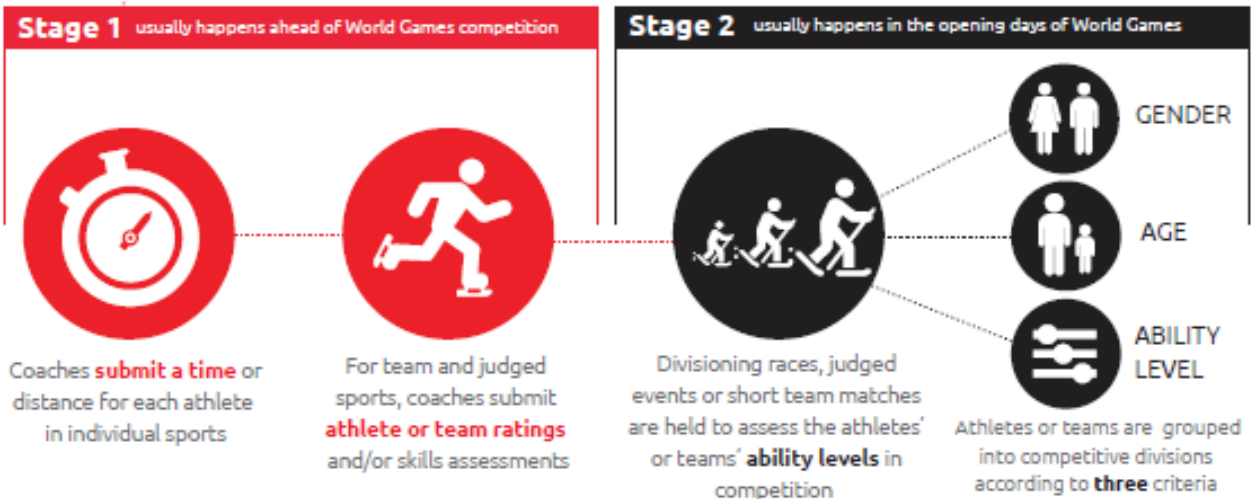 Stage 1 usually happens ahead of World Games competition
Coaches submit a time or
distance for each athlete
in individual sports
For team and judged
sports, coaches submit
athlete or team ratings
and/or skills assessments
Stage 2 usually happens in the opening days of World Games
Divisioning races, judged
events or short team matches
are held to assess the athletes'
or teams' ability levels in
competition
GENDER
AGE
ABILITY
LEVEL
Athletes or teams are grouped
into competitive divisions
according to three criteria